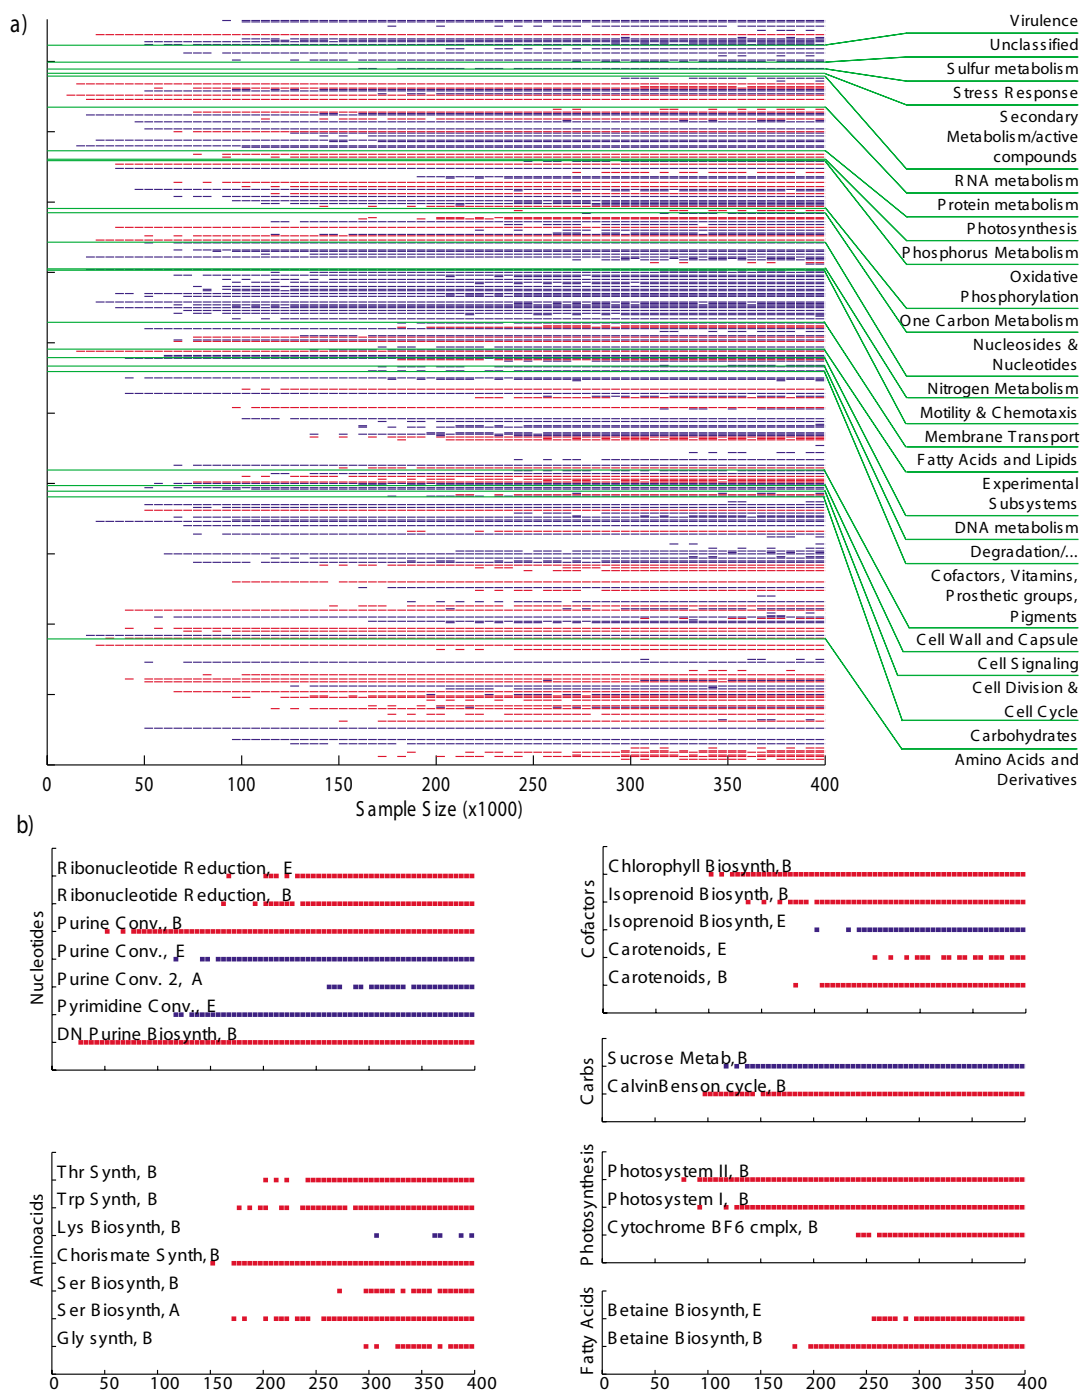 a)
Virulence
Unclassified
Sulfur metabolism
Stress Response
Secondary
Metabolism/active
compounds
RNA metabolism
Protein metabolism
Photosynthesis
Phosphorus Metabolism
Oxidative
Phosphorylation
One Carbon Metabolism
Nucleosides &
Nucleotides
Nitrogen Metabolism
Motility & Chemotaxis
Membrane Transport
Fatty Acids and Lipids
Experimental
Subsystems
DNA metabolism
Degradation/...
Cofactors, Vitamins,
Prosthetic groups,
Pigments
Cell Wall and Capsule
Cell Signaling
Cell Division &
Cell Cycle
Carbohydrates
Amino Acids and
Derivatives
0 50 100 150 200 250 300 350 400
Sample Size (x1000)
b)
Nucleotides
Ribonucleotide Reduction, E
Ribonucleotide Reduction, B
Purine Conv., B
Purine Conv., E
Purine Conv. 2, A
Pyrimidine Conv., E
DN Purine Biosynth, B
Cofactors
Chlorophyll Biosynth, B
Isoprenoid Biosynth, B
Isoprenoid Biosynth, E
Carotenoids, E
Carotenoids, B
Carbs
Sucrose Metab, B
CalvinBenson cycle, B
Aminoacids
Thr Synth, B
Trp Synth, B
Lys Biosynth, B
Chorismate Synth, B
Ser Biosynth, B
Ser Biosynth, A
Gly synth, B
0 50 100 150 200 250 300 350 400
Photosynthesis
Photosystem II, B
Photosystem I, B
Cytochrome BF6 cmplx, B
Fatty Acids
Betaine Biosynth, E
Betaine Biosynth, B
0 50 100 150 200 250 300 350 400